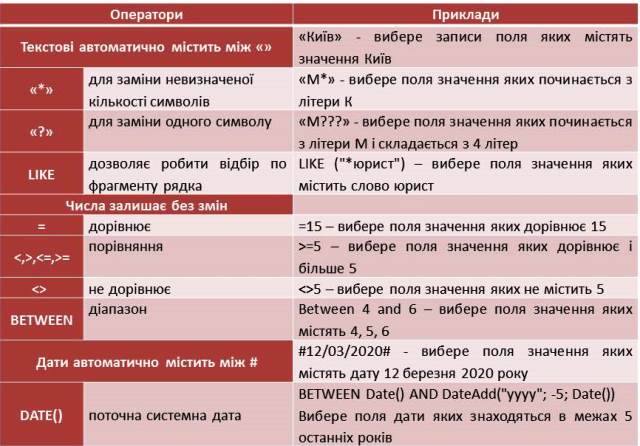 Оператори Приклади
Текстові автоматично містить між «»
«Київ» - вибере записи поля яких містять
значення Київ
«*»
для заміни невизначеної
кількості символів
«М*» - вибере поля значення яких починається з
літери К
«?»
для заміни одного символу
«М???» - вибере поля значення яких починається
з літери М і складається з 4 літер
LIKE
дозволяє робити відбір по
фрагменту рядка
LIKE ("*юрист") – вибере поля значення яких
містить слово юрист
Числа залишає без змін
=
дорівнює
=15 – вибере поля значення яких дорівнює 15
<,>,<=,>=
порівняння
>=5 – вибере поля значення яких дорівнює і
більше 5
<>
не дорівнює
<>5 – вибере поля значення яких не містить 5
BETWEEN
діапазон
Between 4 and 6 – вибере поля значення яких
містять 4, 5, 6
Дати автоматично містить між #
#12/03/2020# - вибере поля значення яких
містять дату 12 березня 2020 року
DATE()
поточна системна дата
BETWEEN Date() AND DateAdd("yyyy"; -5; Date())
Вибере поля дати яких знаходяться в межах 5
останніх років